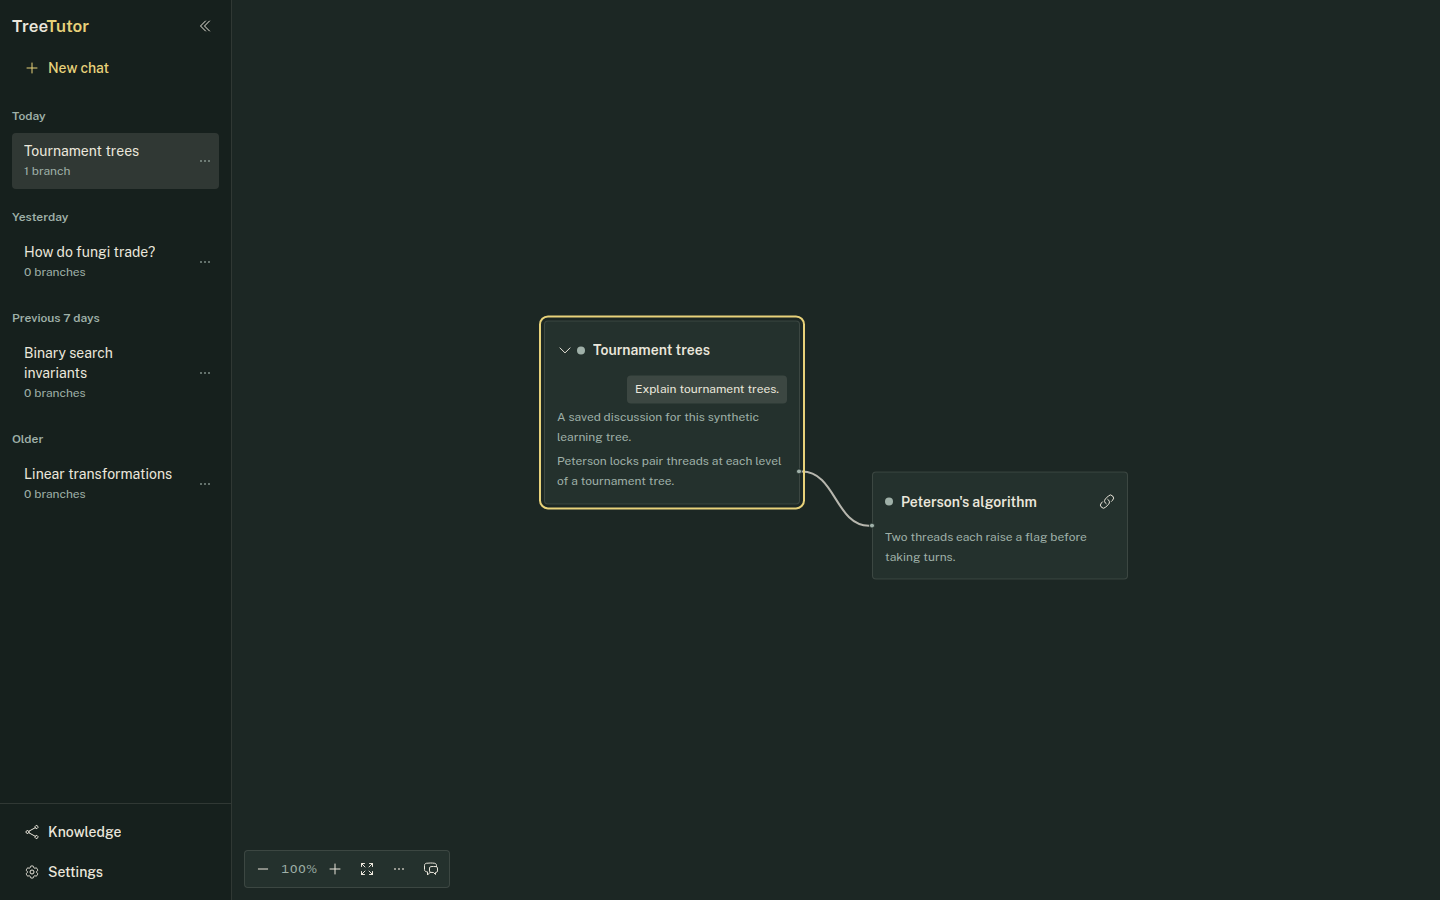 TreeTutor
New chat
Today
Tournament trees
1 branch
Yesterday
How do fungi trade?
0 branches
Previous 7 days
Binary search
invariants
0 branches
Older
Linear transformations
0 branches
Knowledge
Settings
Tournament trees
Explain tournament trees.
A saved discussion for this synthetic
learning tree.
Peterson locks pair threads at each level
of a tournament tree.
Peterson's algorithm
Two threads each raise a flag before
taking turns.
100%